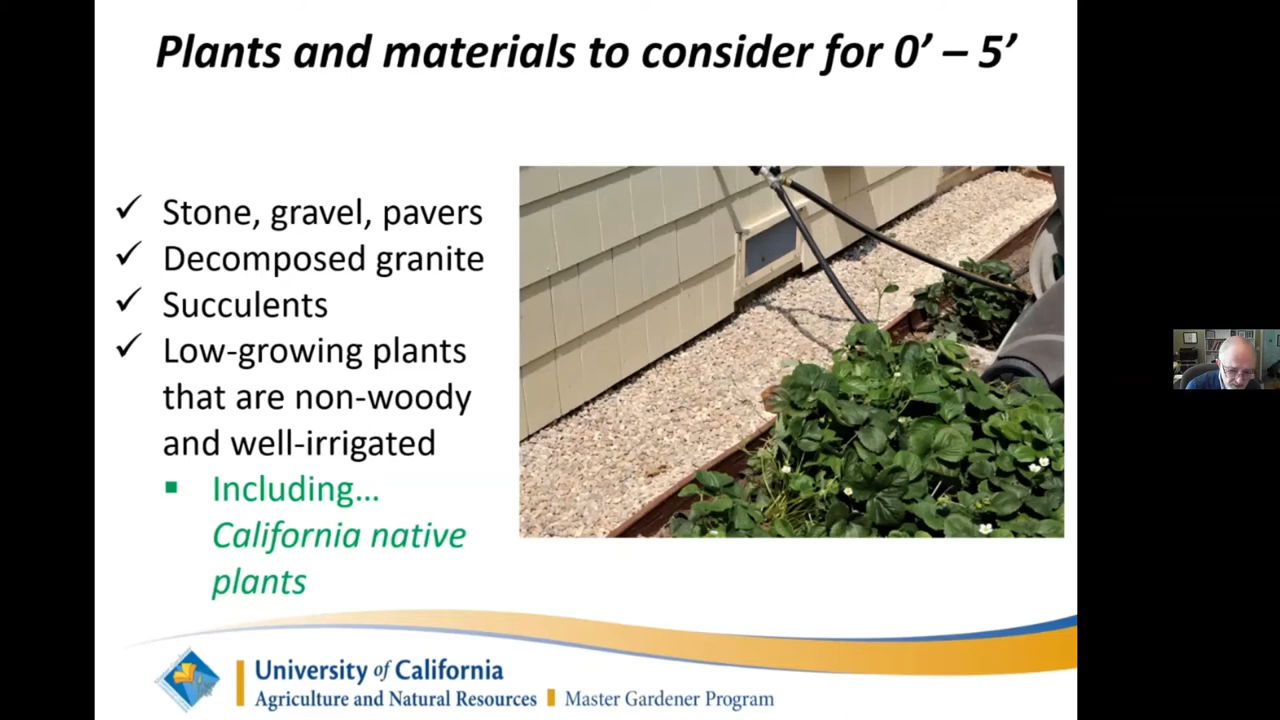 Plants and materials to consider for 0’ – 5’
✓ Stone, gravel, pavers
✓ Decomposed granite
✓ Succulents
✓ Low-growing plants
that are non-woody
and well-irrigated
▪ Including…
California native
plants
University of California
Agriculture and Natural Resources | Master Gardener Program